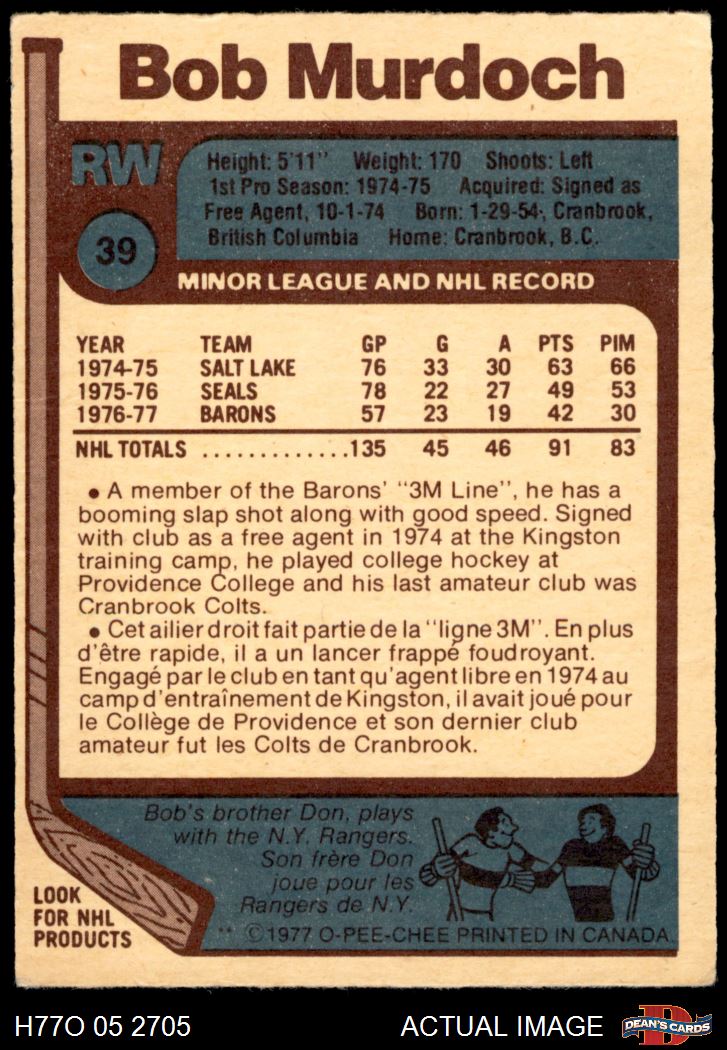 Bob Murdoch
RW
39
Height: 5'11" Weight: 170 Shoots: Left
1st Pro Season: 1974-75 Acquired: Signed as
Free Agent, 10-1-74 Born: 1-29-54, Cranbrook,
British Columbia Home: Cranbrook, B.C.
MINOR LEAGUE AND NHL RECORD
YEAR TEAM GP G A PTS PIM
1974-75 SALT LAKE 76 33 30 63 66
1975-76 SEALS 78 22 27 49 53
1976-77 BARONS 57 23 19 42 30
NHL TOTALS .............135 45 46 91 83
• A member of the Barons' "3M Line", he has a
booming slap shot along with good speed. Signed
with club as a free agent in 1974 at the Kingston
training camp, he played college hockey at
Providence College and his last amateur club was
Cranbrook Colts.
• Cet ailier droit fait partie de la "ligne 3M". En plus
d'être rapide, il a un lancer frappé foudroyant.
Engagé par le club en tant qu'agent libre en 1974 au
camp d'entraînement de Kingston, il avait joué pour
le Collège de Providence et son dernier club
amateur fut les Colts de Cranbrook.
Bob's brother Don, plays
with the N.Y. Rangers.
Son frère Don
joue pour les
Rangers de N.Y.
LOOK
FOR NHL
PRODUCTS
** ©1977 O-PEE-CHEE PRINTED IN CANADA
H77O 05 2705 ACTUAL IMAGE
D
DEAN'S CARDS